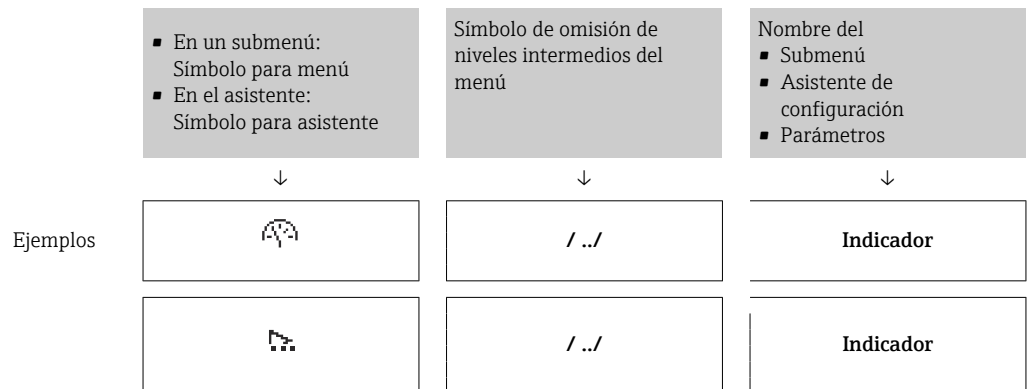 ▪ En un submenú:
Símbolo para menú
▪ En el asistente:
Símbolo para asistente
Símbolo de omisión de
niveles intermedios del
menú
Nombre del
▪ Submenú
▪ Asistente de
configuración
▪ Parámetros
↓ ↓ ↓
Ejemplos / ../ Indicador
/ ../ Indicador